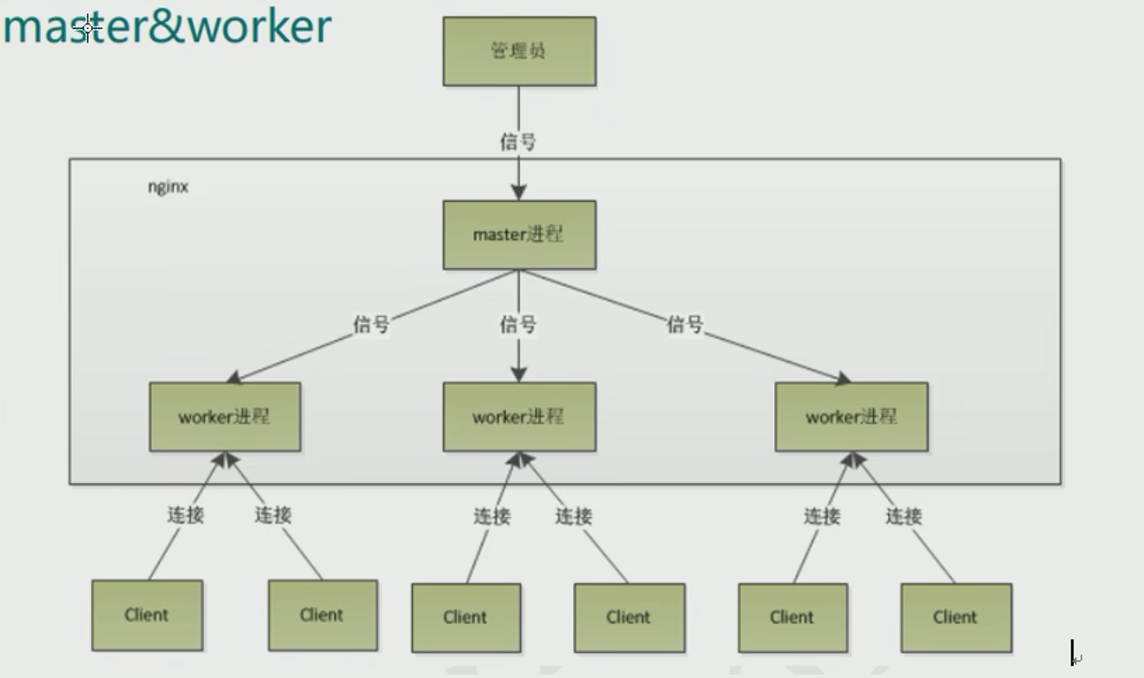 master&worker
管理员
信号
nginx
master进程
信号 信号 信号
worker进程 worker进程 worker进程
连接 连接 连接 连接 连接 连接
Client Client Client Client Client Client